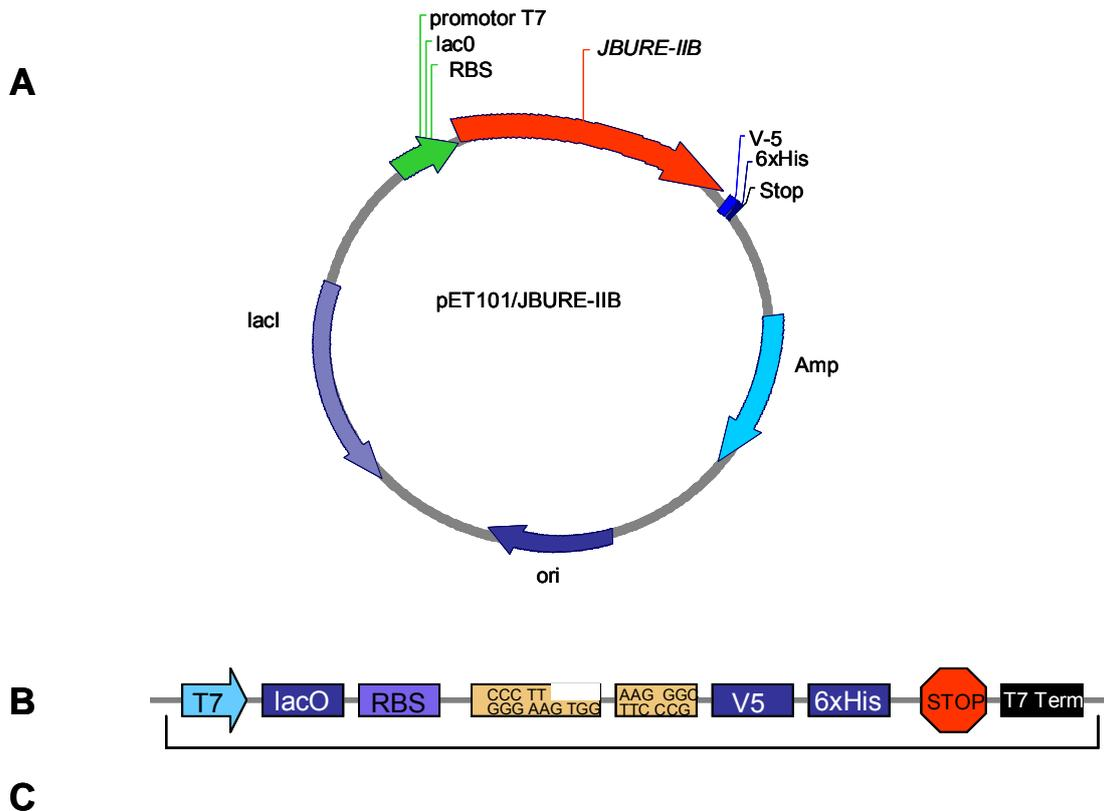 A
promotor T7
lac0
RBS
JBURE-IIB
V-5
6xHis
Stop
pET101/JBURE-IIB
lacI
Amp
ori
B
T7
lacO
RBS
CCC TT
GGG AAG TGG
AAG GGC
TTC CCG
V5
6xHis
STOP
T7 Term
C